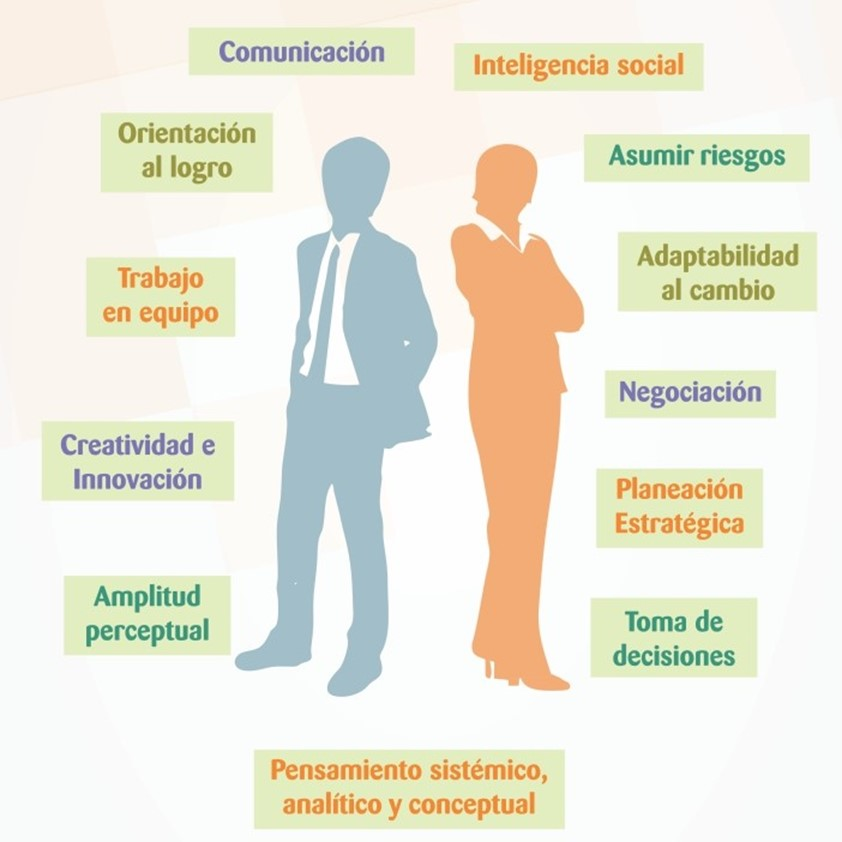 Comunicación
Inteligencia social
Orientación
al logro
Asumir riesgos
Trabajo
en equipo
Adaptabilidad
al cambio
Negociación
Creatividad e
Innovación
Planeación
Estratégica
Amplitud
perceptual
Toma de
decisiones
Pensamiento sistémico,
analítico y conceptual